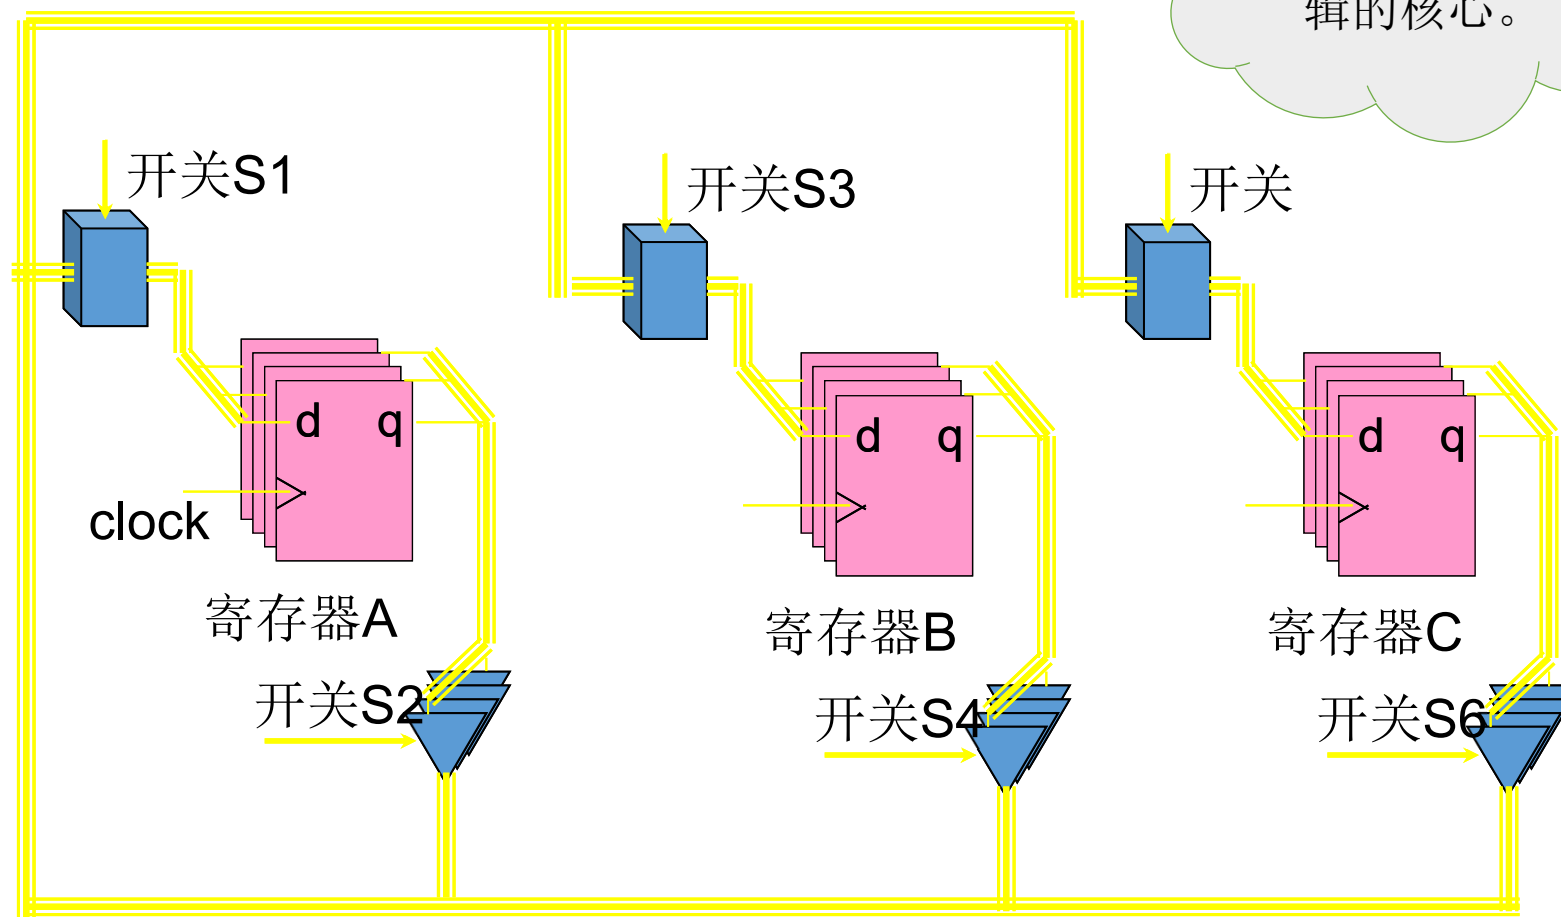 辑的核心。
开关S1
开关S3
开关
d q
d q
d q
clock
寄存器A
寄存器B
寄存器C
开关S2
开关S4
开关S6